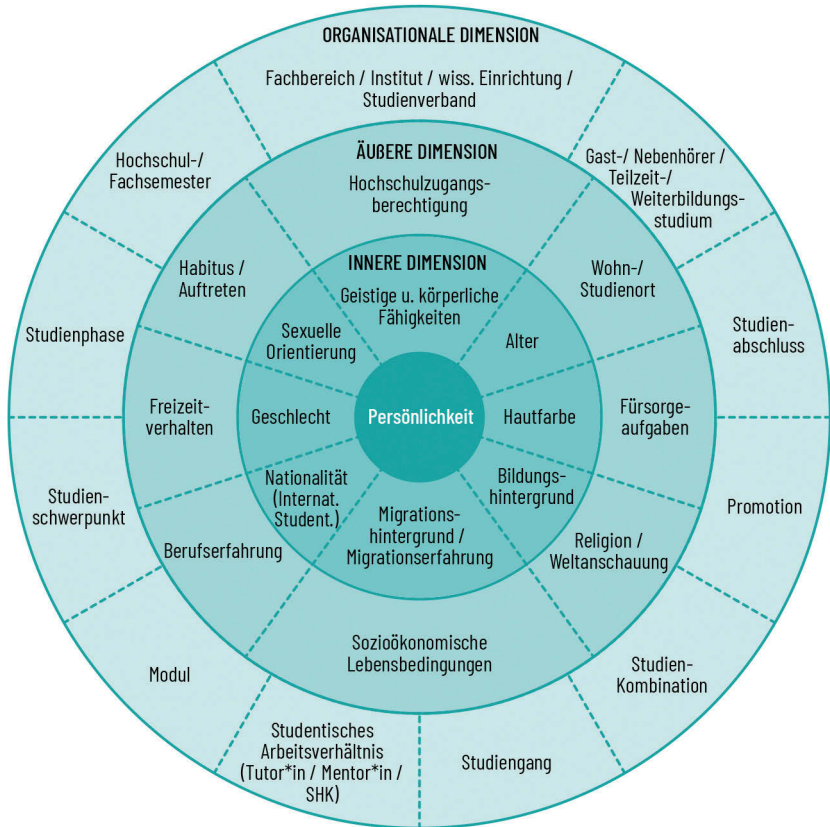 ORGANISATIONALE DIMENSION
Fachbereich / Institut / wiss. Einrichtung /
Studienverband
Gast-/ Nebenhörer /
Teilzeit-/
Weiterbildungs-
studium
Studien-
abschluss
Promotion
Studien-
Kombination
Studiengang
Studentisches
Arbeitsverhältnis
(Tutor*in / Mentor*in /
SHK)
Modul
Studien-
schwerpunkt
Studienphase
Hochschul-/
Fachsemester
ÄUßERE DIMENSION
Hochschulzugangs-
berechtigung
Wohn-/
Studienort
Fürsorge-
aufgaben
Religion /
Weltanschauung
Sozioökonomische
Lebensbedingungen
Berufserfahrung
Freizeit-
verhalten
Habitus /
Auftreten
INNERE DIMENSION
Geistige u. körperliche
Fähigkeiten
Alter
Hautfarbe
Bildungs-
hintergrund
Migrations-
hintergrund /
Migrationserfahrung
Nationalität
(Internat.
Student.)
Geschlecht
Sexuelle
Orientierung
Persönlichkeit